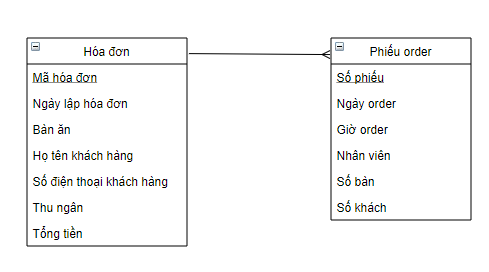 Hóa đơn
Mã hóa đơn
Ngày lập hóa đơn
Bàn ăn
Họ tên khách hàng
Số điện thoại khách hàng
Thu ngân
Tổng tiền
Phiếu order
Số phiếu
Ngày order
Giờ order
Nhân viên
Số bàn
Số khách